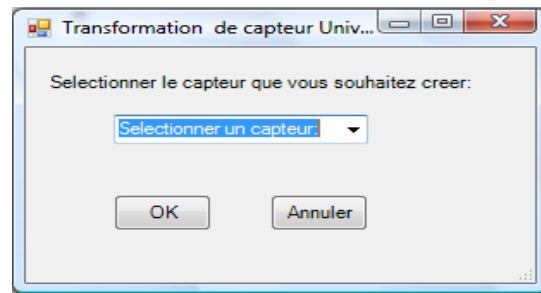 Transformation de capteur Univ...
Selectionner le capteur que vous souhaitez creer:
Selectionner un capteur:
OK
Annuler